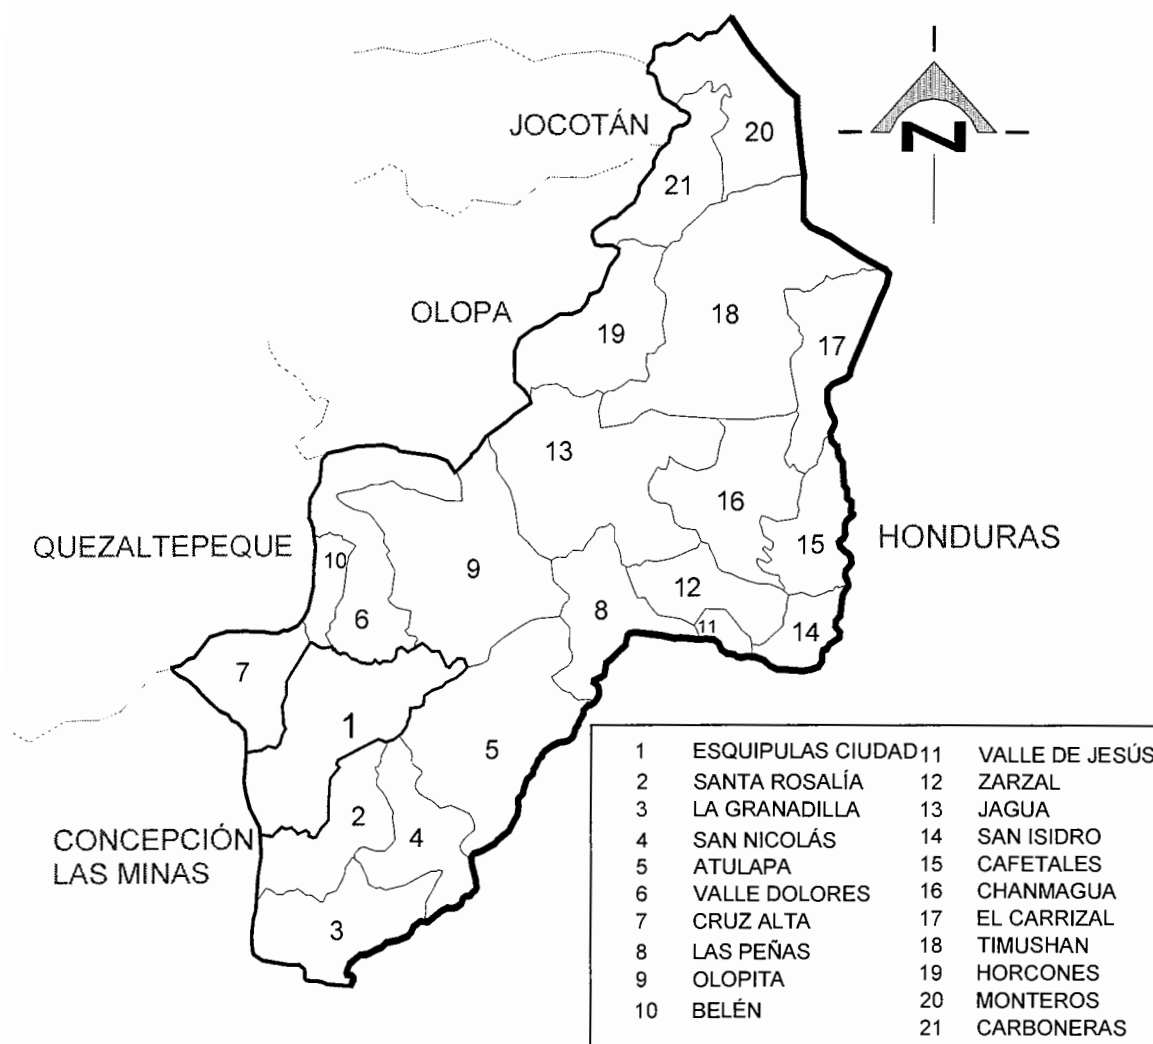 JOCOTÁN
20
21
OLOPA
19
18
17
13
16
QUEZALTEPEQUE
10
9
15
HONDURAS
12
6
8
11
14
7
1
5
2
4
CONCEPCIÓN
LAS MINAS
3
N
1 ESQUIPULAS CIUDAD
2 SANTA ROSALÍA
3 LA GRANADILLA
4 SAN NICOLÁS
5 ATULAPA
6 VALLE DOLORES
7 CRUZ ALTA
8 LAS PEÑAS
9 OLOPITA
10 BELÉN
11 VALLE DE JESÚS
12 ZARZAL
13 JAGUA
14 SAN ISIDRO
15 CAFETALES
16 CHANMAGUA
17 EL CARRIZAL
18 TIMUSHAN
19 HORCONES
20 MONTEROS
21 CARBONERAS